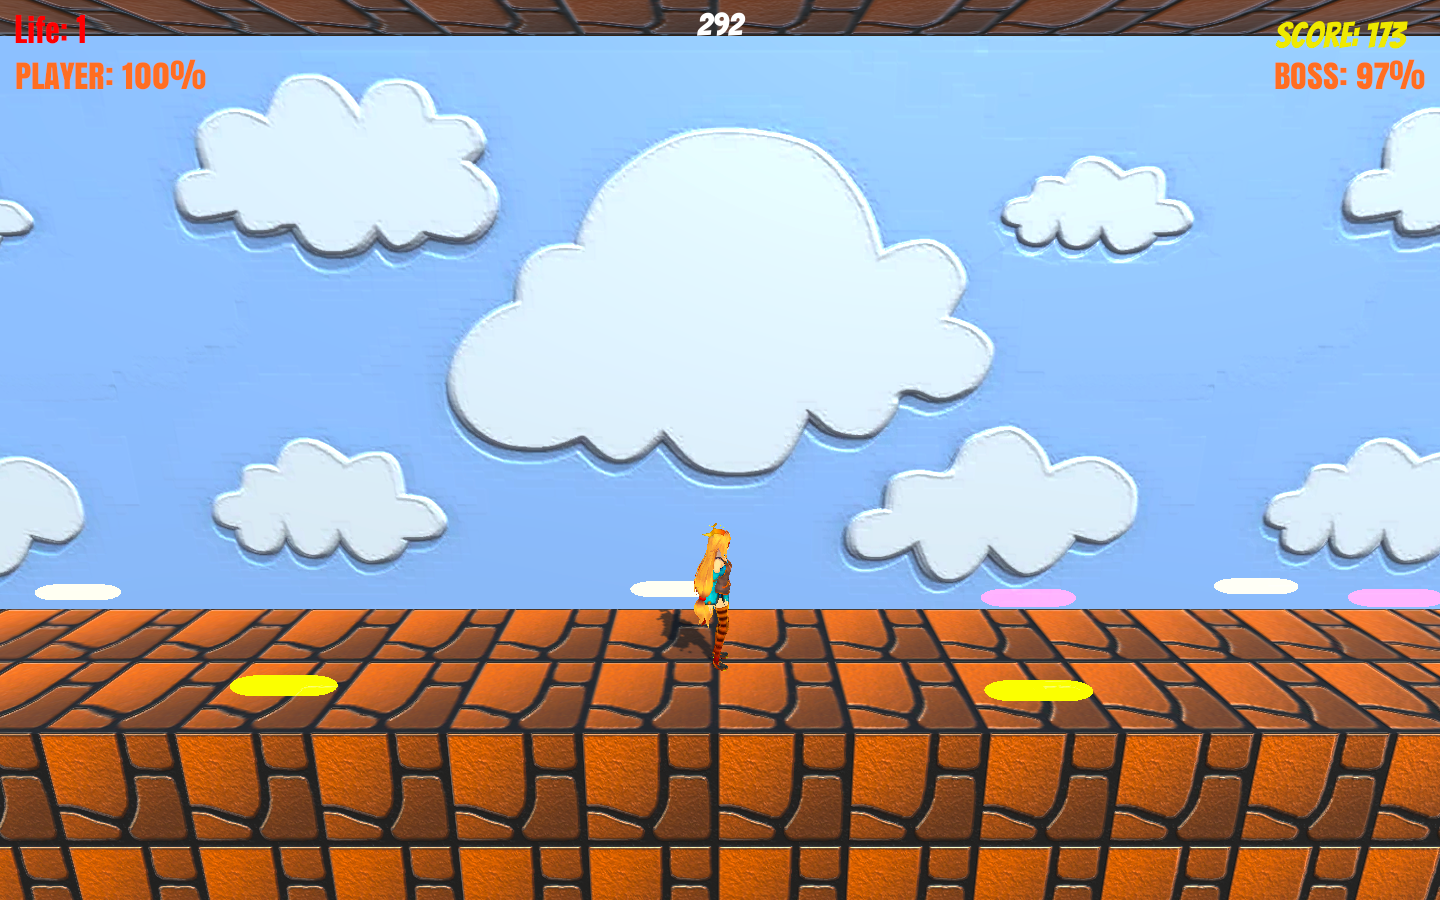 Life: 1
292
SCORE: 173
PLAYER: 100%
BOSS: 97%